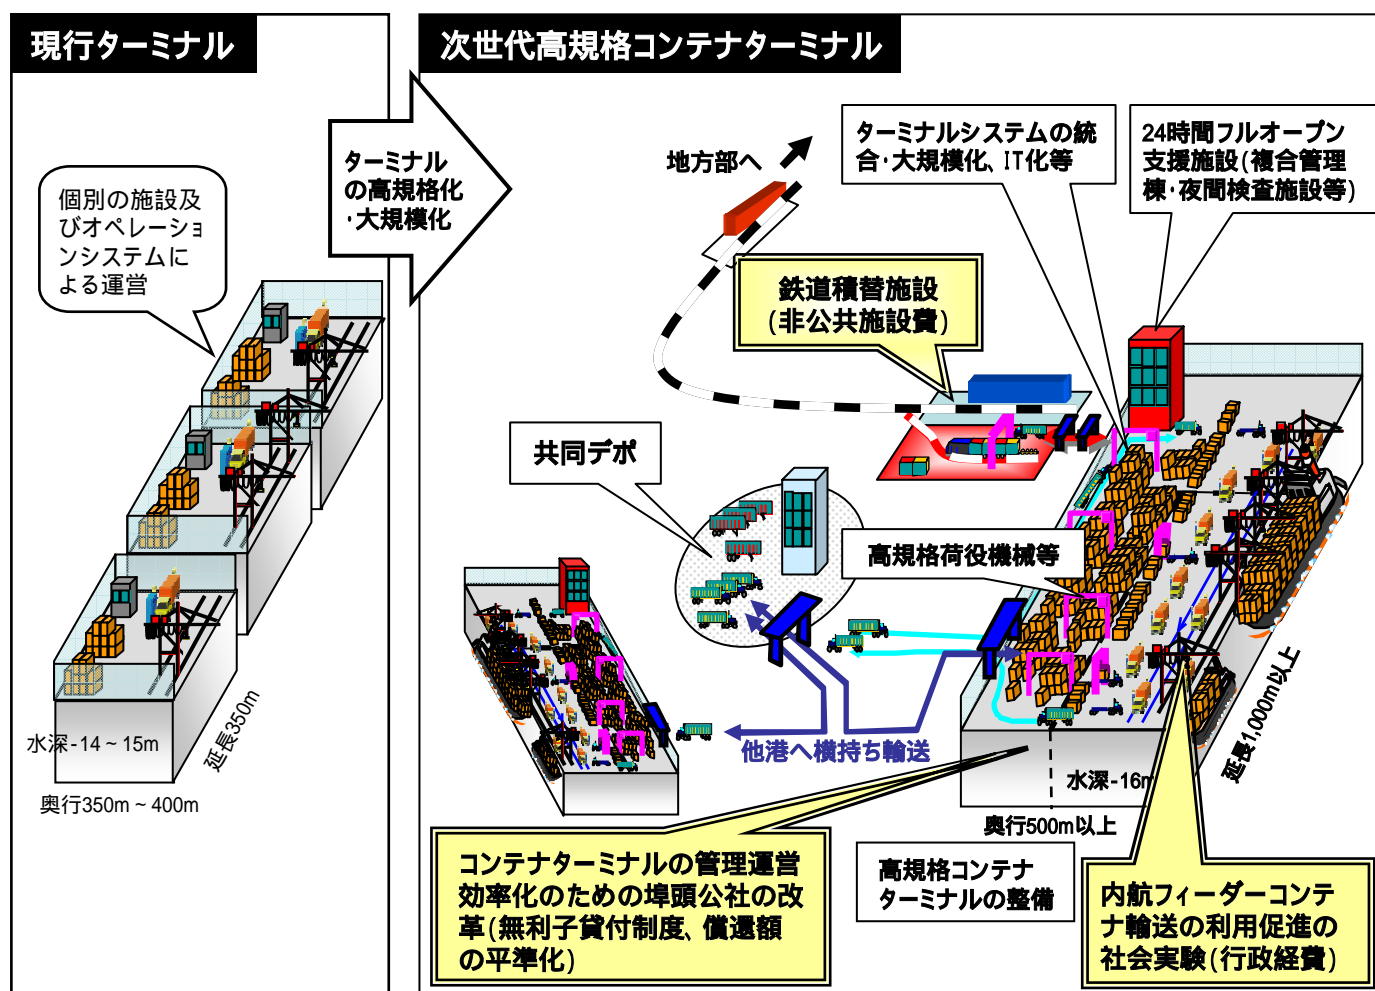 現行ターミナル
個別の施設及
びオペレーショ
ンシステムに
よる運営
水深-14～15m
延長350m
奥行350m～400m
ターミナル
の高規格化
・大規模化
次世代高規格コンテナターミナル
地方部へ
ターミナルシステムの統
合・大規模化、IT化等
24時間フルオープン
支援施設(複合管理
棟・夜間検査施設等)
鉄道積替施設
(非公共施設費)
共同デポ
高規格荷役機械等
他港へ横持ち輸送
水深-16m
延長1,000m以上
奥行500m以上
コンテナターミナルの管理運営
効率化のための埠頭公社の改
革(無利子貸付制度、償還額
の平準化)
高規格コンテナ
ターミナルの整備
内航フィーダーコンテ
ナ輸送の利用促進の
社会実験(行政経費)